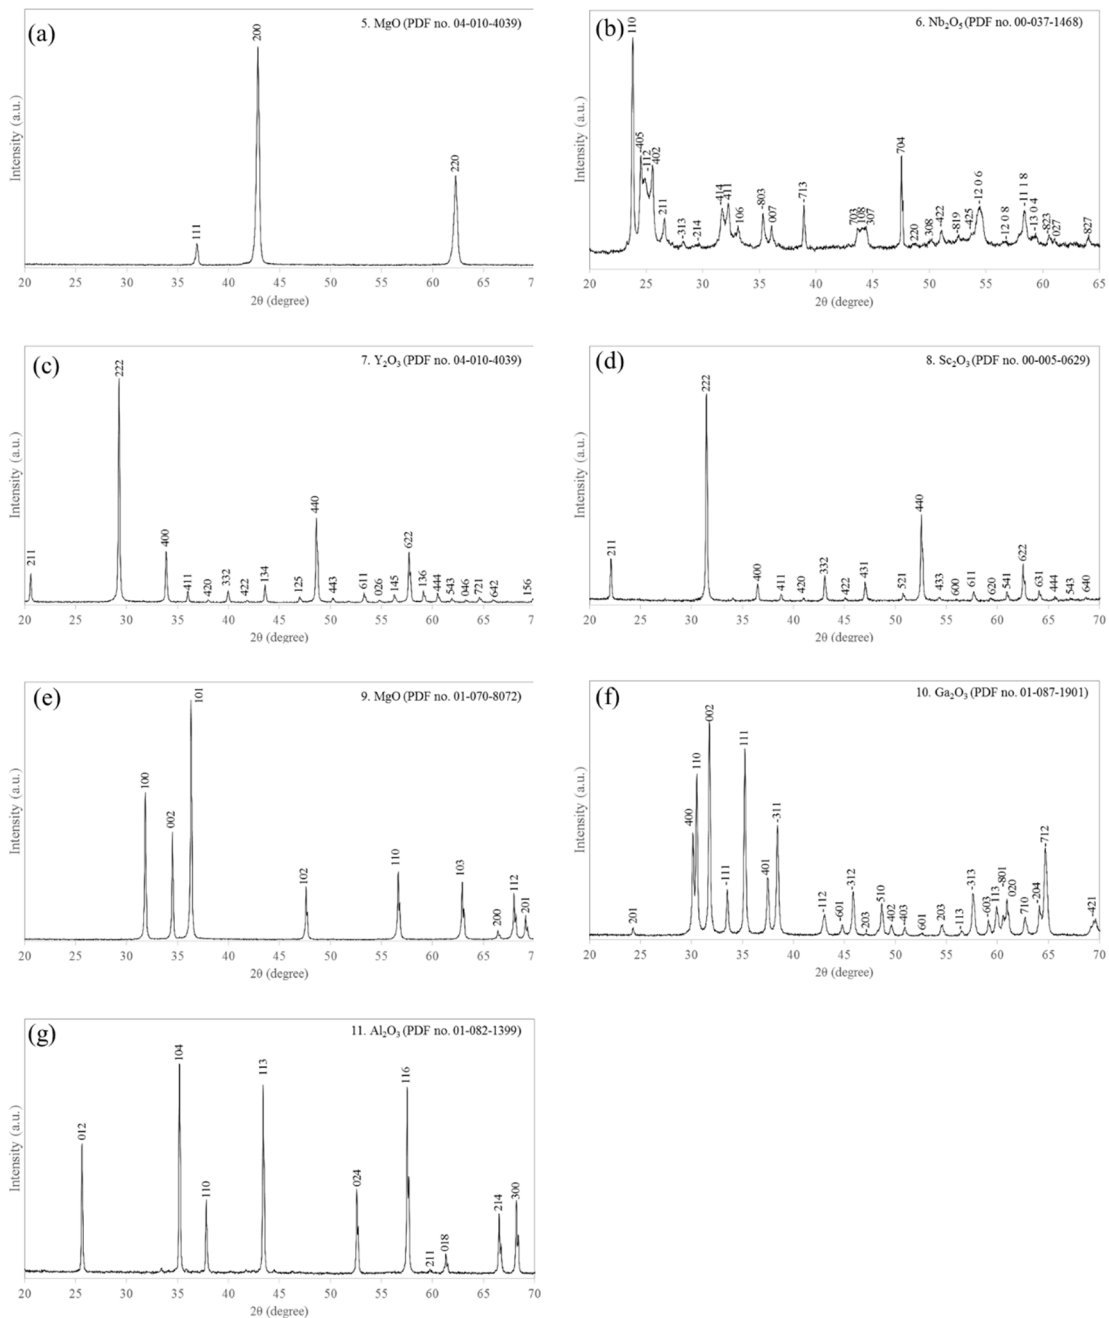 (a)
5. MgO (PDF no. 04-010-4039)
200
220
111
Intensity (a.u.)
20 25 30 35 40 45 50 55 60 65 70
2θ (degree)
(b)
6. Nb₂O₅ (PDF no. 00-037-1468)
110
-405
-112
402
211
-313
-214
-414
411
106
-803
007
-713
703
108
307
704
220
308
-422
-819
-425
-12 0 6
-12 0 8
-11 1 8
-13 0 4
-823
027
-827
Intensity (a.u.)
20 25 30 35 40 45 50 55 60 65
2θ (degree)
(c)
7. Y₂O₃ (PDF no. 04-010-4039)
211
222
400
411
420
332
422
134
125
440
443
611
026
145
622
136
444
543
046
721
642
156
Intensity (a.u.)
20 25 30 35 40 45 50 55 60 65 70
2θ (degree)
(d)
8. Sc₂O₃ (PDF no. 00-005-0629)
211
222
400
411
420
332
422
431
521
440
433
600
611
620
541
622
631
444
543
640
Intensity (a.u.)
20 25 30 35 40 45 50 55 60 65 70
2θ (degree)
(e)
9. MgO (PDF no. 01-070-8072)
100
002
101
102
110
103
200
112
201
Intensity (a.u.)
20 25 30 35 40 45 50 55 60 65 70
2θ (degree)
(f)
10. Ga₂O₃ (PDF no. 01-087-1901)
201
400
110
002
-111
111
401
-311
-112
-601
-312
-203
510
402
-403
601
203
-113
-313
-603
113
-801
020
710
-204
-712
-421
Intensity (a.u.)
20 25 30 35 40 45 50 55 60 65 70
2θ (degree)
(g)
11. Al₂O₃ (PDF no. 01-082-1399)
012
104
110
113
024
116
211
018
214
300
Intensity (a.u.)
20 25 30 35 40 45 50 55 60 65 70
2θ (degree)